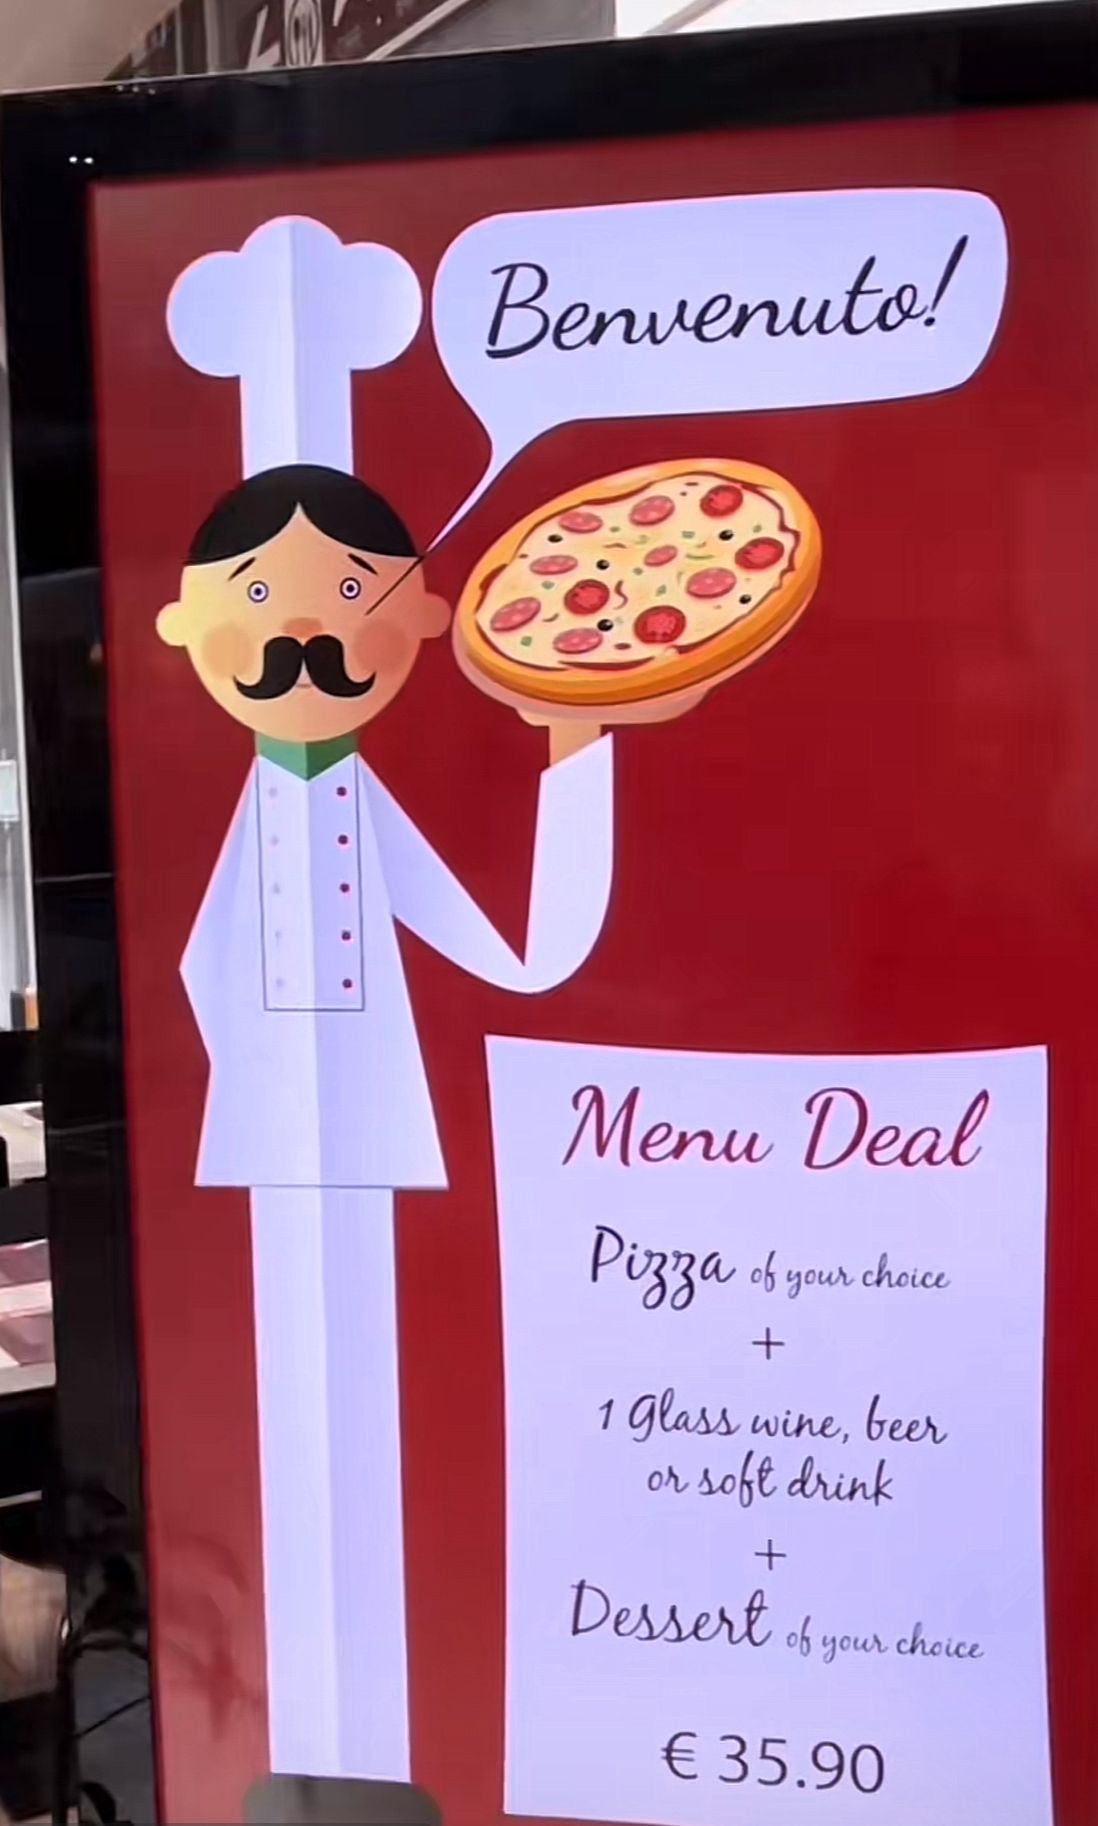 Benvenuto!
Menu Deal
Pizza of your choice
+
1 Glass wine, beer
or soft drink
+
Dessert of your choice
€ 35.90